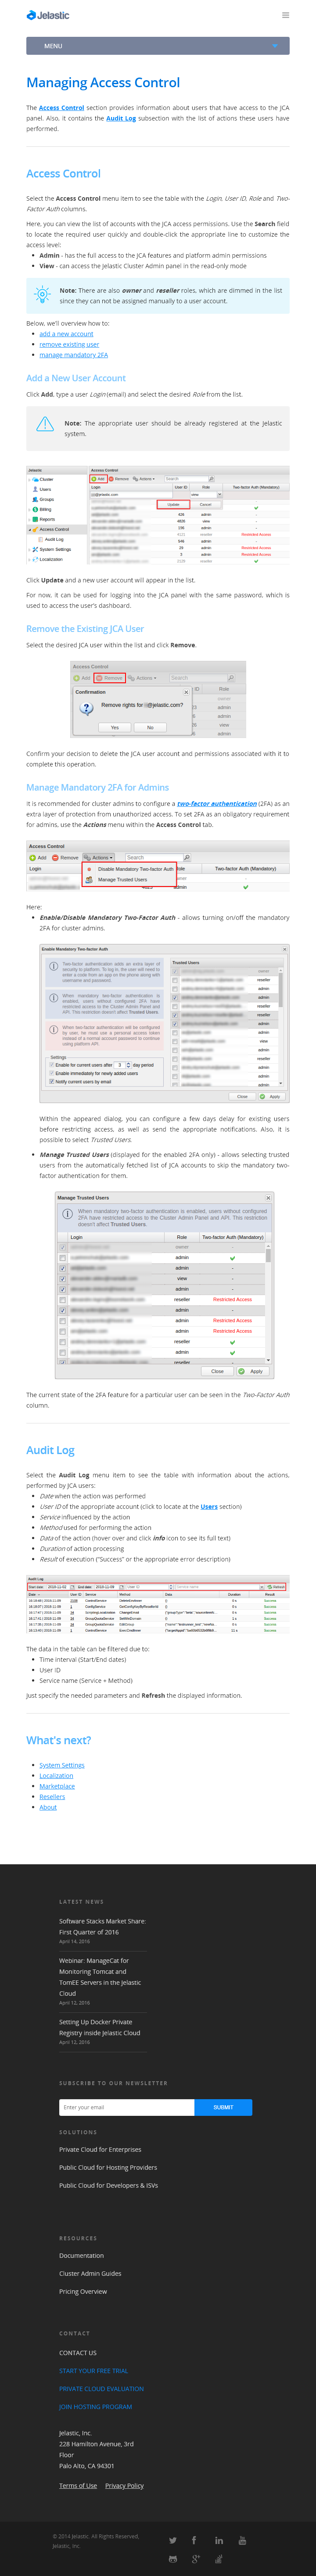 Jelastic
MENU
Managing Access Control
The Access Control section provides information about users that have access to the JCA
panel. Also, it contains the Audit Log subsection with the list of actions these users have
performed.
Access Control
Select the Access Control menu item to see the table with the Login, User ID, Role and Two-
Factor Auth columns.
Here, you can view the list of accounts with the JCA access permissions. Use the Search field
to locate the required user quickly and double-click the appropriate line to customize the
access level:
Admin - has the full access to the JCA features and platform admin permissions
View - can access the Jelastic Cluster Admin panel in the read-only mode
Note: There are also owner and reseller roles, which are dimmed in the list
since they can not be assigned manually to a user account.
Below, we'll overview how to:
add a new account
remove existing user
manage mandatory 2FA
Add a New User Account
Click Add, type a user Login (email) and select the desired Role from the list.
Note: The appropriate user should be already registered at the Jelastic
system.
Jelastic
Cluster
Users
Groups
Billing
Reports
Access Control
Audit Log
System Settings
Localization
Access Control
Add Remove Actions Search
Login User ID Role Two-Factor Auth (Mandatory)
view
Update Cancel
Click Update and a new user account will appear in the list.
For now, it can be used for logging into the JCA panel with the same password, which is
used to access the user's dashboard.
Remove the Existing JCA User
Select the desired JCA user within the list and click Remove.
Access Control
Add Remove Actions Search
Confirmation
Remove rights for @jelastic.com?
Yes No
Confirm your decision to delete the JCA user account and permissions associated with it to
complete this operation.
Manage Mandatory 2FA for Admins
It is recommended for cluster admins to configure a two-factor authentication (2FA) as an
extra layer of protection from unauthorized access. To set 2FA as an obligatory requirement
for admins, use the Actions menu within the Access Control tab.
Access Control
Add Remove Actions Search
Login Disable Mandatory Two-Factor Auth Role Two-Factor Auth (Mandatory)
Manage Trusted Users
Here:
Enable/Disable Mandatory Two-Factor Auth - allows turning on/off the mandatory
2FA for cluster admins.
Enable Mandatory Two-Factor Auth
Two-factor authentication adds an extra layer of
Trusted Users
Settings
Enable for current users after 3 day period
Enable immediately for newly added users
Notify current users by email
Close Apply
Within the appeared dialog, you can configure a few days delay for existing users
before restricting access, as well as send the appropriate notifications. Also, it is
possible to select Trusted Users.
Manage Trusted Users (displayed for the enabled 2FA only) - allows selecting trusted
users from the automatically fetched list of JCA accounts to skip the mandatory two-
factor authentication for them.
Manage Trusted Users
When mandatory two-factor authentication is enabled, users without configured
2FA have restricted access to the Cluster Admin Panel and API. This restriction
doesn't affect Trusted Users.
Login Role Two-Factor Auth (Mandatory)
owner -
admin
admin -
view -
admin -
reseller Restricted Access
admin -
admin Restricted Access
admin Restricted Access
reseller
admin
reseller -
Close Apply
The current state of the 2FA feature for a particular user can be seen in the Two-Factor Auth
column.
Audit Log
Select the Audit Log menu item to see the table with information about the actions,
performed by JCA users:
Date when the action was performed
User ID of the appropriate account (click to locate at the Users section)
Service influenced by the action
Method used for performing the action
Data of the action (hover over and click info icon to see its full text)
Duration of action processing
Result of execution ("Success" or the appropriate error description)
Audit Log
The data in the table can be filtered due to:
Time interval (Start/End dates)
User ID
Service name (Service + Method)
Just specify the needed parameters and Refresh the displayed information.
What's next?
System Settings
Localization
Marketplace
Resellers
About
LATEST NEWS
Software Stacks Market Share:
First Quarter of 2016
April 14, 2016
Webinar: ManageCat for
Monitoring Tomcat and
TomEE Servers in the Jelastic
Cloud
April 12, 2016
Setting Up Docker Private
Registry inside Jelastic Cloud
April 12, 2016
SUBSCRIBE TO OUR NEWSLETTER
Enter your email SUBMIT
SOLUTIONS
Private Cloud for Enterprises
Public Cloud for Hosting Providers
Public Cloud for Developers & ISVs
RESOURCES
Documentation
Cluster Admin Guides
Pricing Overview
CONTACT
CONTACT US
START YOUR FREE TRIAL
PRIVATE CLOUD EVALUATION
JOIN HOSTING PROGRAM
Jelastic, Inc.
228 Hamilton Avenue, 3rd
Floor
Palo Alto, CA 94301
Terms of Use Privacy Policy
© 2014 Jelastic. All Rights Reserved,
Jelastic, Inc.